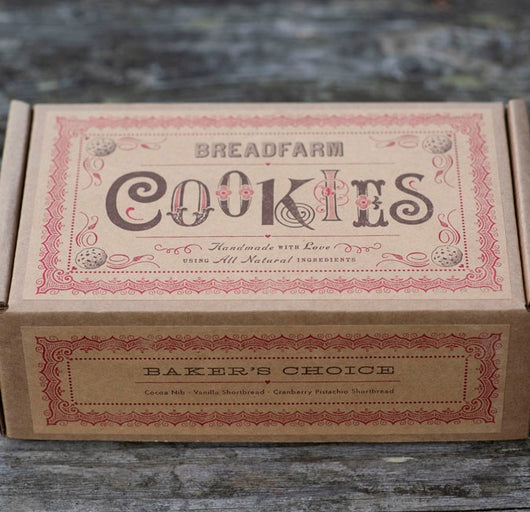 BREADFARM
COOKIES
Handmade WITH Love
USING All Natural INGREDIENTS
BAKER'S CHOICE
Cocoa Nib · Vanilla Shortbread · Cranberry Pistachio Shortbread